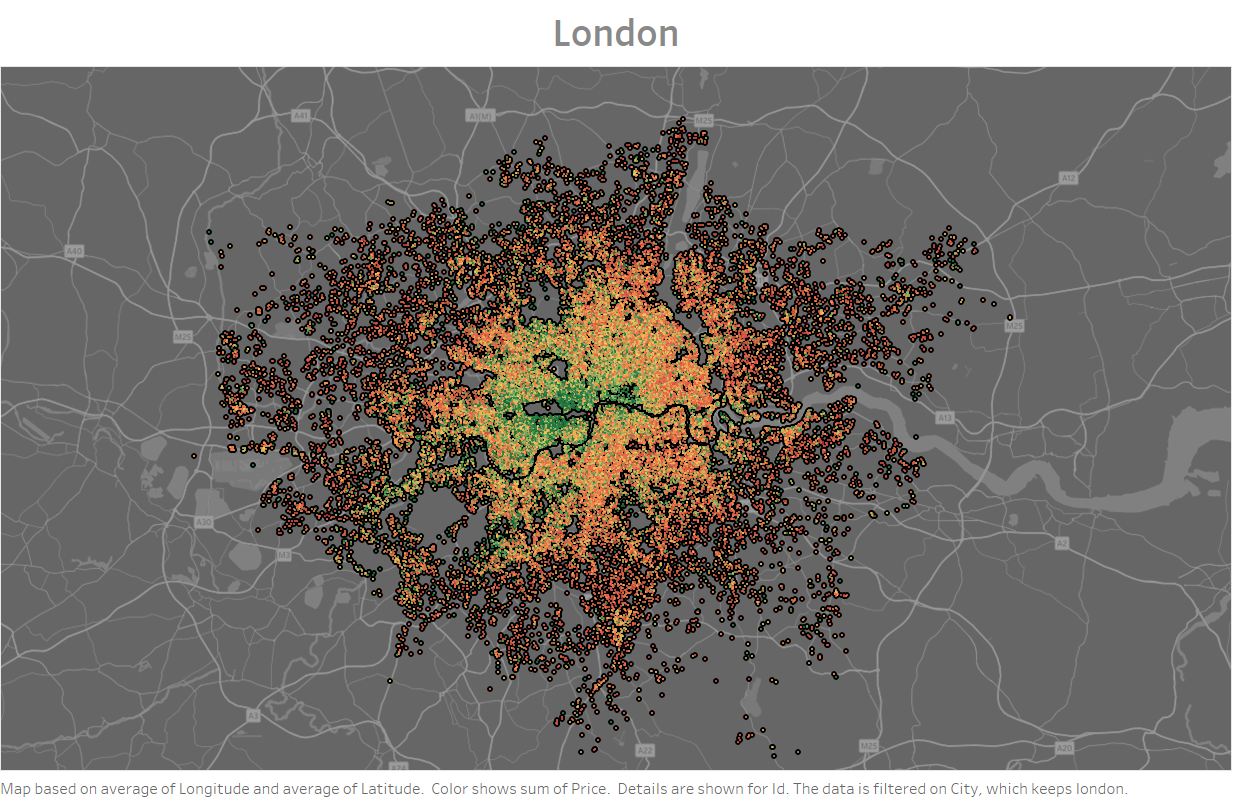 London
A41
A1(M)
M25
A12
A40
M25
M25
A13
A30
A2
M3
A3
A22
M25
A20
A24
Map based on average of Longitude and average of Latitude. Color shows sum of Price. Details are shown for Id. The data is filtered on City, which keeps london.